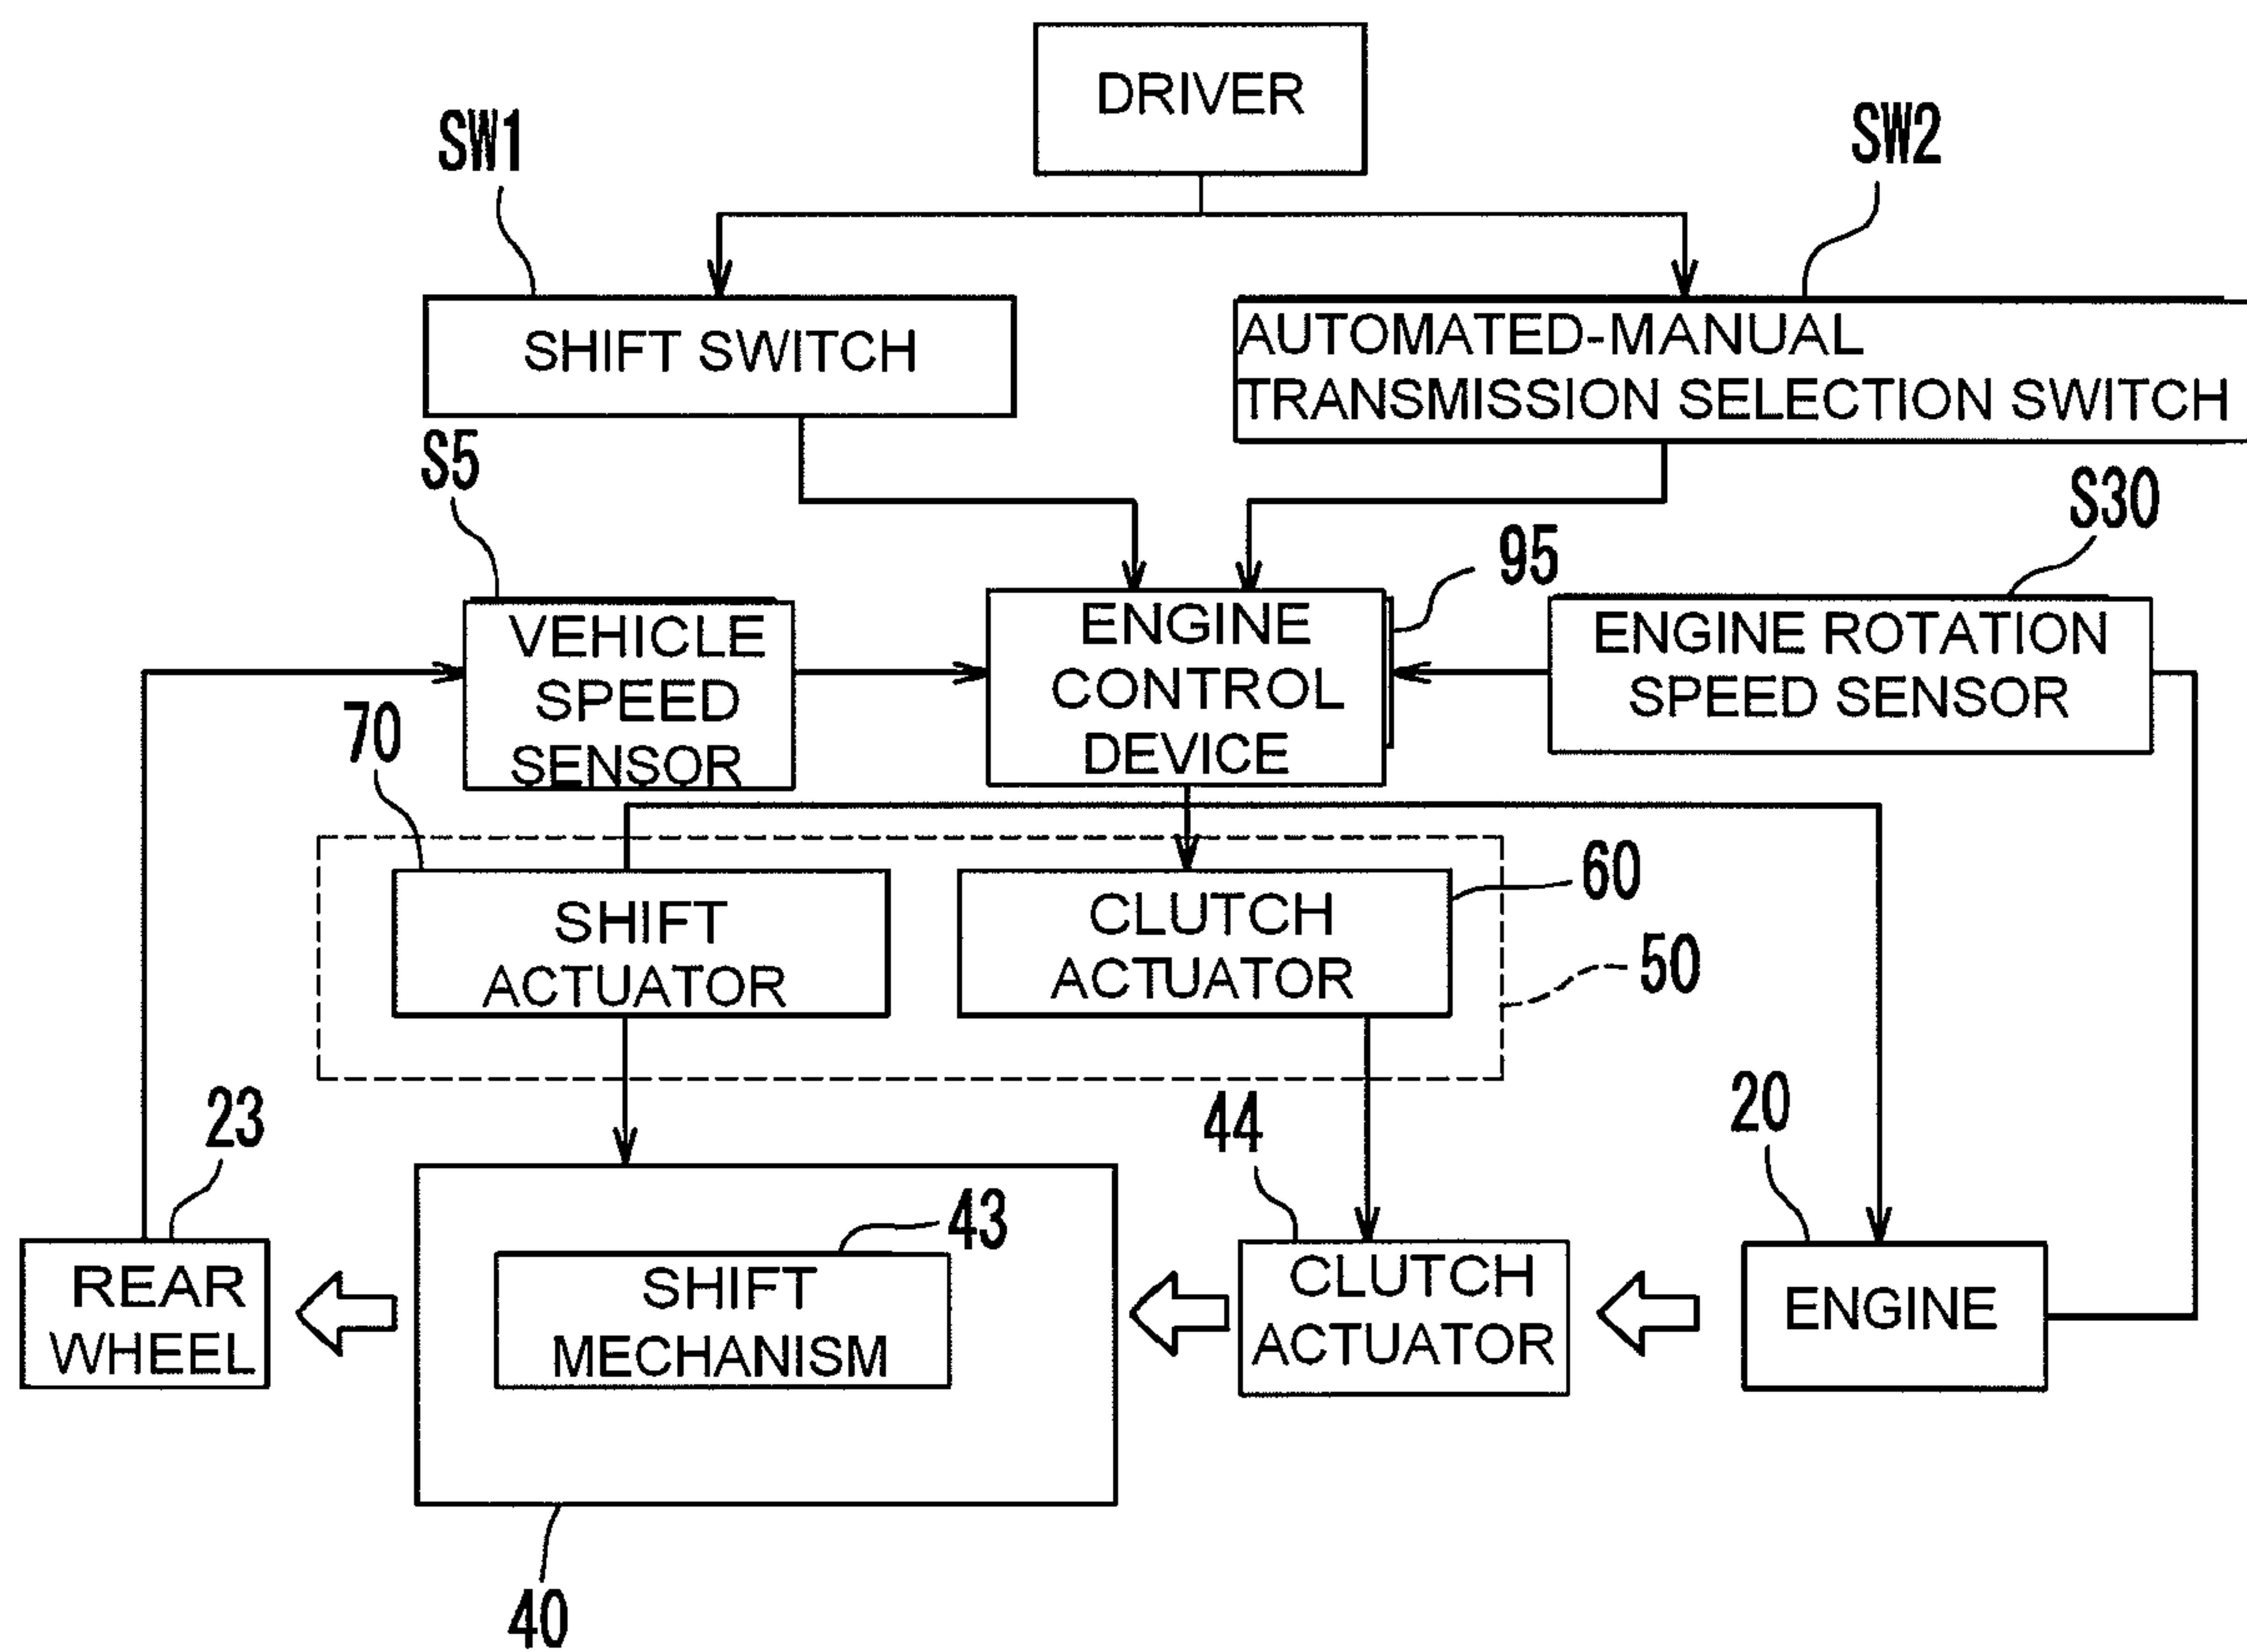 DRIVER
SW1
SW2
SHIFT SWITCH
AUTOMATED-MANUAL
TRANSMISSION SELECTION SWITCH
S5
S30
95
VEHICLE
SPEED
SENSOR
ENGINE
CONTROL
DEVICE
ENGINE ROTATION
SPEED SENSOR
70
60
SHIFT
ACTUATOR
CLUTCH
ACTUATOR
50
23
44
20
43
REAR
WHEEL
SHIFT
MECHANISM
CLUTCH
ACTUATOR
ENGINE
40